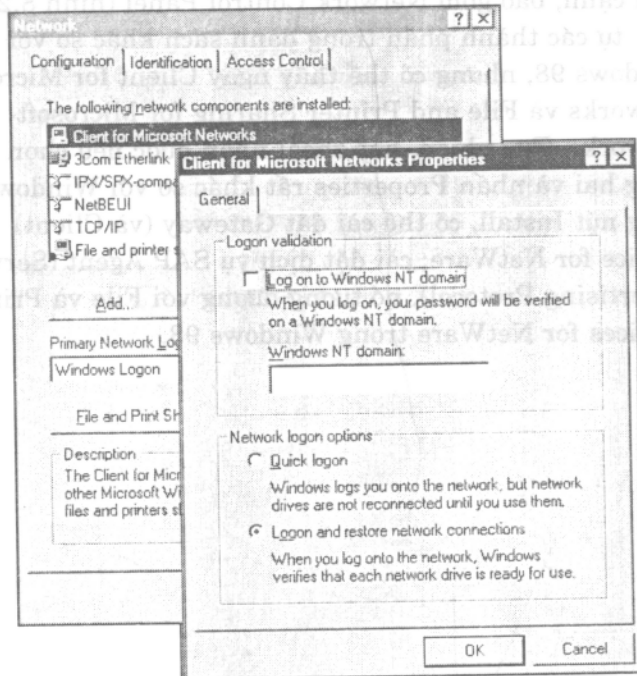 Network
Configuration Identification Access Control
The following network components are installed:
Client for Microsoft Networks
3Com Etherlink
IPX/SPX-comp
NetBEUI
TCP/IP
File and printer s
Add..
Primary Network Log
Windows Logon
File and Print Sh
Description
The Client for Micr
other Microsoft Wi
files and printers s
Client for Microsoft Networks Properties
General
Logon validation
Log on to Windows NT domain
When you log on, your password will be verified
on a Windows NT domain.
Windows NT domain:
Network logon options
Quick logon
Windows logs you onto the network, but network
drives are not reconnected until you use them.
Logon and restore network connections
When you log onto the network, Windows
verifies that each network drive is ready for use.
OK Cancel